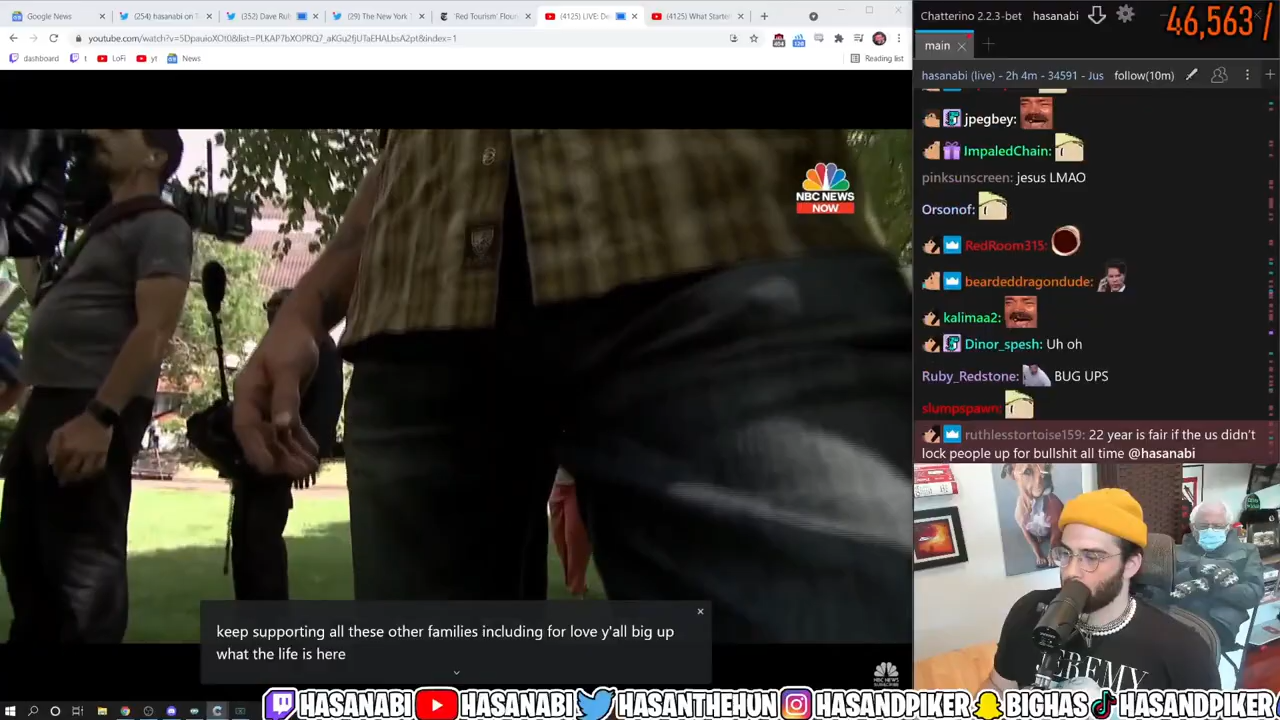 Google News
(254) hasanabi on T
(352) Dave Rul
(29) The New York T
'Red Tourism' Flour
(4125) LIVE: De
(4125) What Starte
youtube.com/watch?v=5DpauioXOt0&list=PLKAP7bXOPRQ7_aKGu2fjUTaEHALbsA2pt&index=1
dashboard
t
LoFi
yt
News
Reading list
NBC NEWS
NOW
keep supporting all these other families including for love y'all big up
what the life is here
NBC NEWS
SUBSCRIBE
Chatterino 2.2.3-bet
hasanabi
46,563 /
main
hasanabi (live) - 2h 4m - 34591 - Jus
follow(10m)
jpegbey:
ImpaledChain:
pinksunscreen: jesus LMAO
Orsonof:
RedRoom315:
beardeddragondude:
kalimaa2:
Dinor_spesh: Uh oh
Ruby_Redstone: BUG UPS
slumpspawn:
ruthlesstortoise159: 22 year is fair if the us didn't
lock people up for bullshit all time @hasanabi
JEREMY
HASANABI HASANABI HASANTHEHUN HASANDPIKER BIGHAS HASANDPIKER